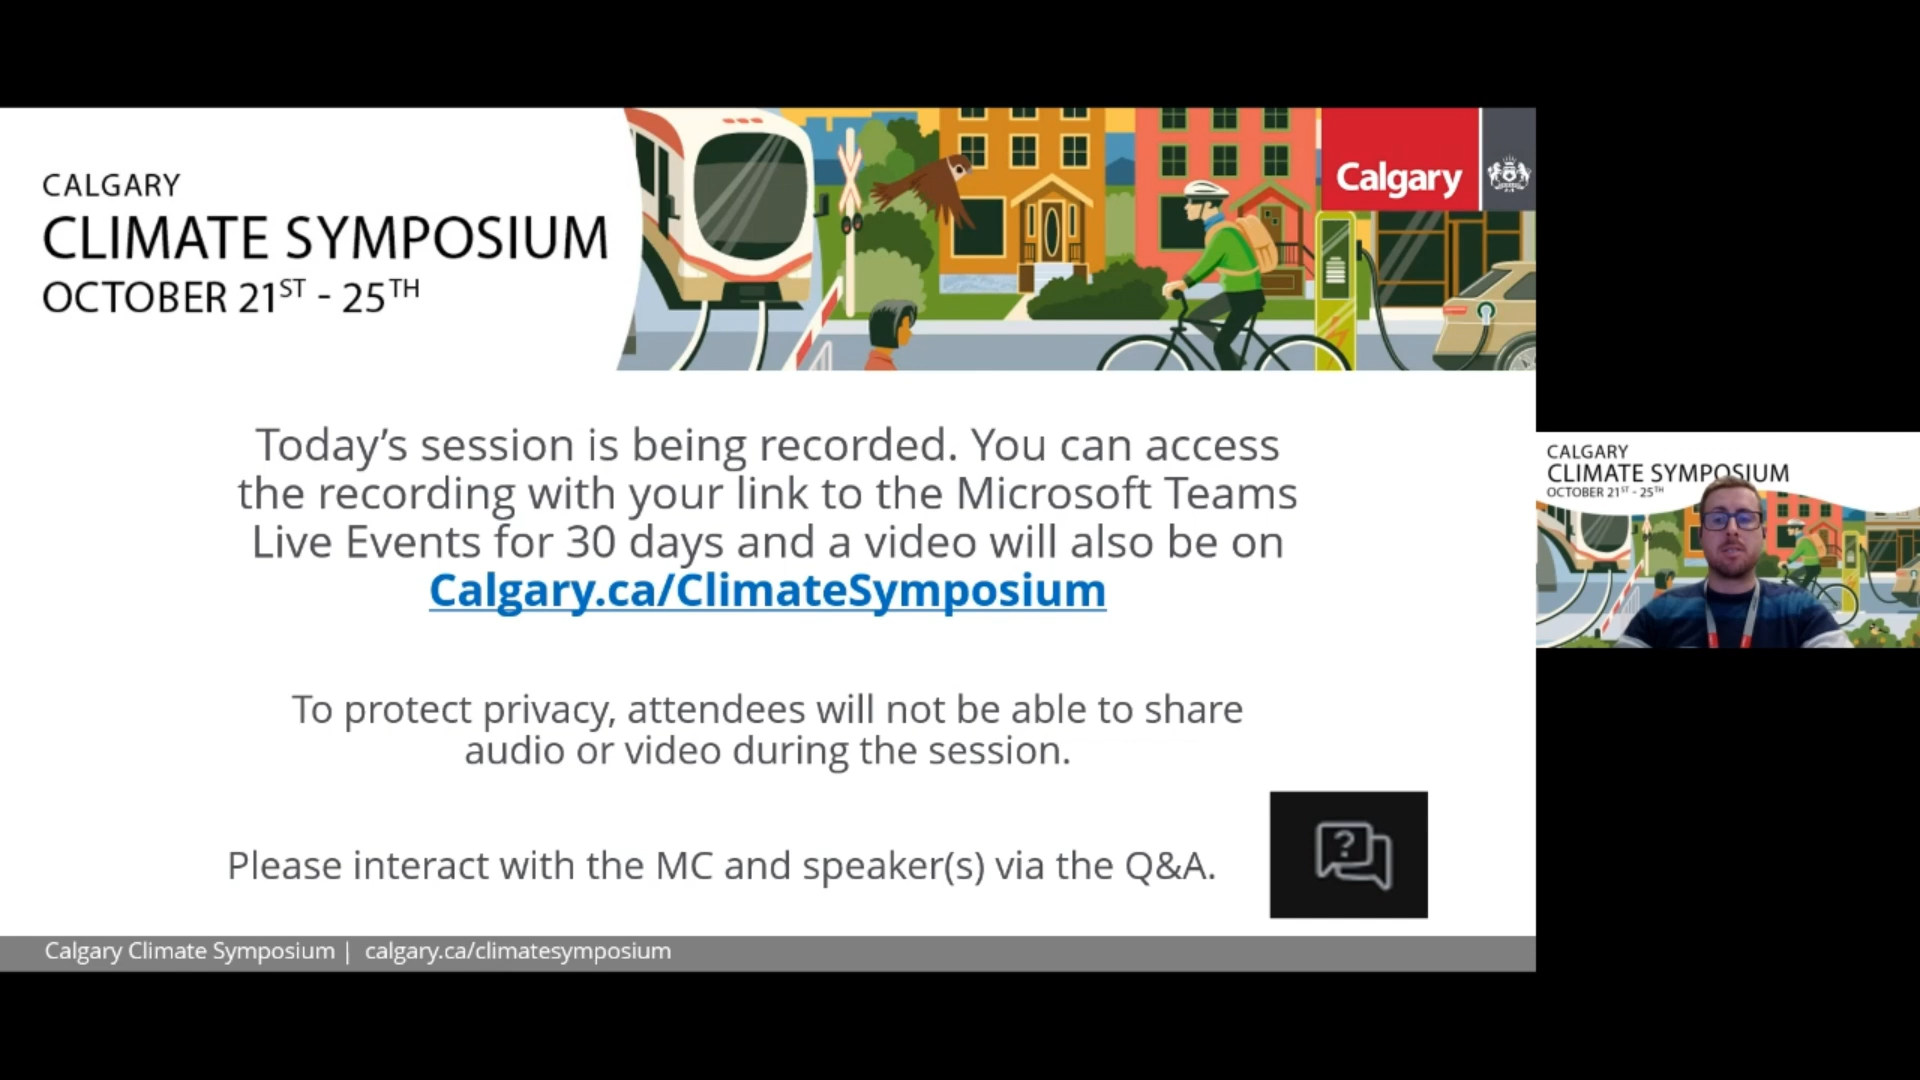 CALGARY
CLIMATE SYMPOSIUM
OCTOBER 21ST - 25TH
Calgary
Today's session is being recorded. You can access
the recording with your link to the Microsoft Teams
Live Events for 30 days and a video will also be on
Calgary.ca/ClimateSymposium
To protect privacy, attendees will not be able to share
audio or video during the session.
Please interact with the MC and speaker(s) via the Q&A.
?
Calgary Climate Symposium | calgary.ca/climatesymposium
CALGARY
CLIMATE SYMPOSIUM
OCTOBER 21ST - 25TH